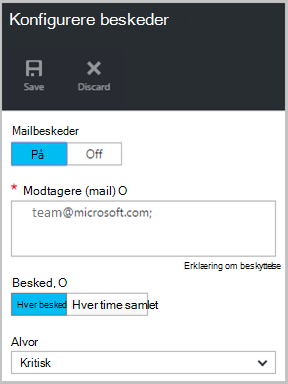 Konfigurere beskeder
Save
Discard
Mailbeskeder
På
Off
* Modtagere (mail) O
team@microsoft.com;
Erklæring om beskyttelse
Besked, O
Hver besked
Hver time samlet
Alvor
Kritisk